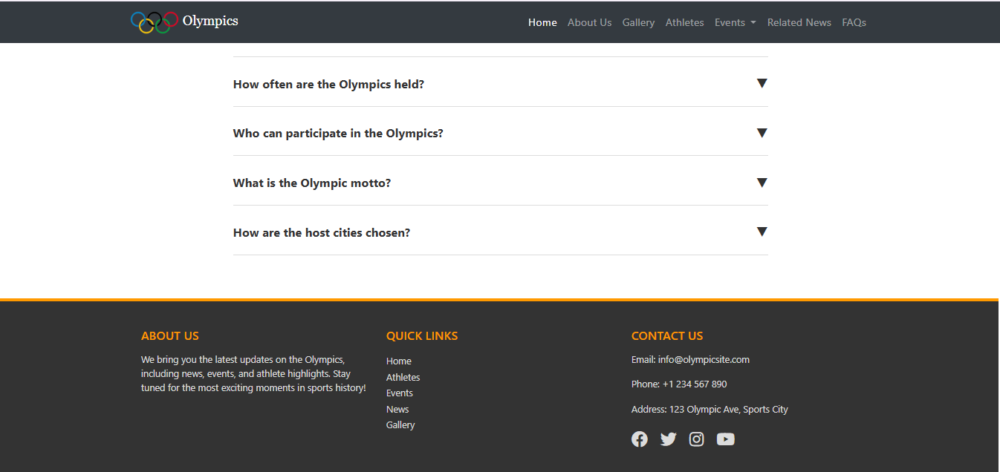 Olympics
Home About Us Gallery Athletes Events Related News FAQs
How often are the Olympics held?
Who can participate in the Olympics?
What is the Olympic motto?
How are the host cities chosen?
ABOUT US
We bring you the latest updates on the Olympics,
including news, events, and athlete highlights. Stay
tuned for the most exciting moments in sports history!
QUICK LINKS
Home
Athletes
Events
News
Gallery
CONTACT US
Email: info@olympicsite.com
Phone: +1 234 567 890
Address: 123 Olympic Ave, Sports City